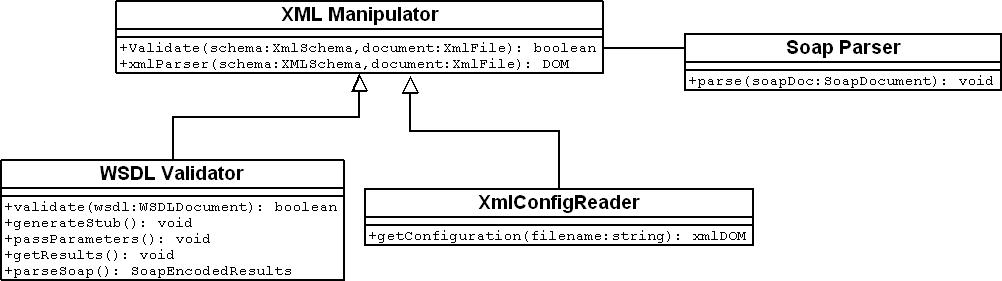 XML Manipulator
+Validate(schema:XmlSchema,document:XmlFile): boolean
+xmlParser(schema:XMLSchema,document:XmlFile): DOM
Soap Parser
+parse(soapDoc:SoapDocument): void
WSDL Validator
+validate(wsdl:WSDLDocument): boolean
+generateStub(): void
+passParameters(): void
+getResults(): void
+parseSoap(): SoapEncodedResults
XmlConfigReader
+getConfiguration(filename:string): xmlDOM